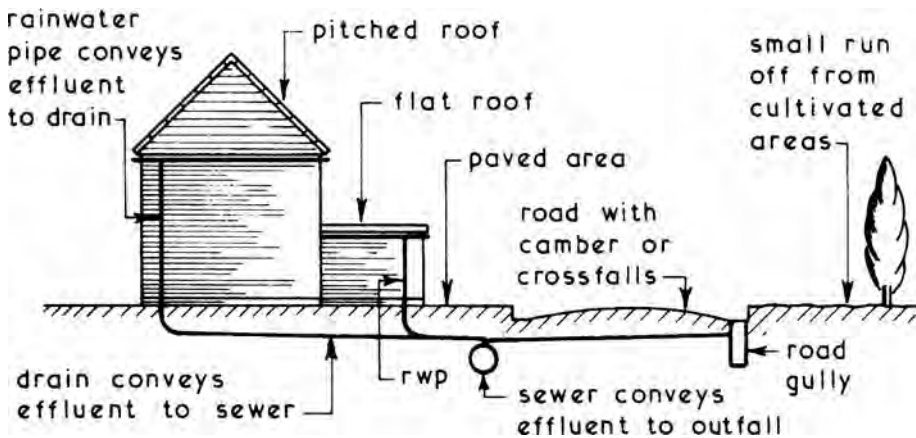 rainwater
pipe conveys
effluent
to drain
pitched roof
flat roof
paved area
road with
camber or
crossfalls
small run
off from
cultivated
areas
drain conveys
effluent to sewer
rwp
sewer conveys
effluent to outfall
road
gully